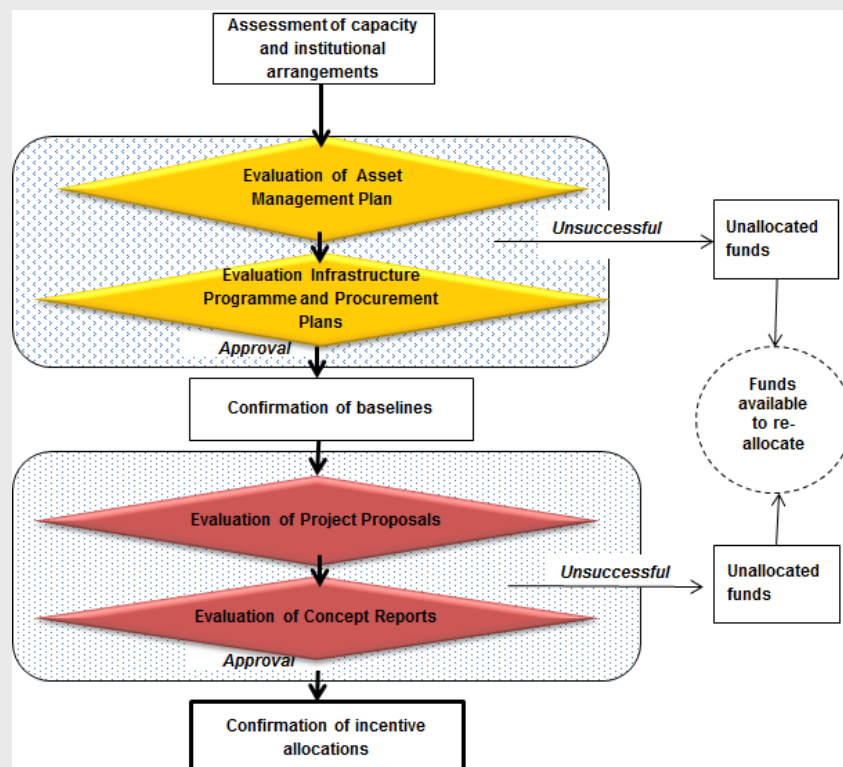 Assessment of capacity
and institutional
arrangements
Evaluation of Asset
Management Plan
Unsuccessful
Unallocated
funds
Evaluation Infrastructure
Programme and Procurement
Plans
Approval
Confirmation of baselines
Funds
available
to re-
allocate
Evaluation of Project Proposals
Unsuccessful
Unallocated
funds
Evaluation of Concept Reports
Approval
Confirmation of incentive
allocations